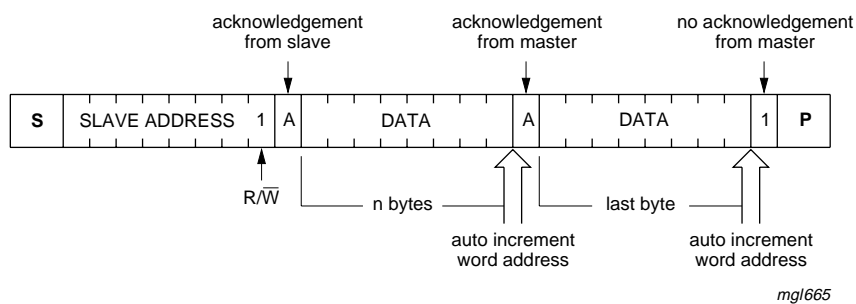 acknowledgement
from slave
acknowledgement
from master
no acknowledgement
from master
S SLAVE ADDRESS 1 A DATA A DATA 1 P
R/W̅
n bytes
last byte
auto increment
word address
auto increment
word address
mgl665